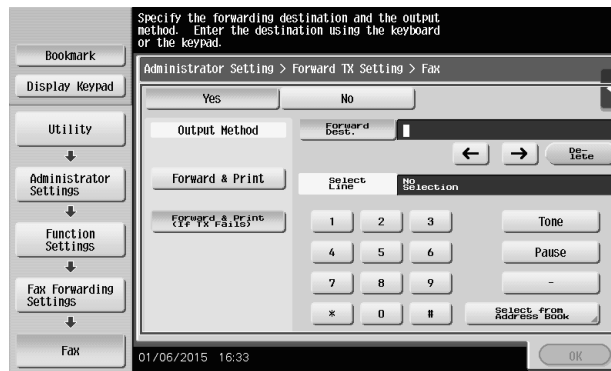 Specify the forwarding destination and the output
method. Enter the destination using the keyboard
or the keypad.
Bookmark
Display Keypad
Utility
Administrator
Settings
Function
Settings
Fax Forwarding
Settings
Fax
Administrator Setting > Forward TX Setting > Fax
Yes
No
Output Method
Forward & Print
Forward & Print
(If TX Fails)
Forward
Dest.
← → De-
lete
Select
Line
No
Selection
1 2 3 Tone
4 5 6 Pause
7 8 9 -
* 0 # Select from
Address Book
01/06/2015 16:33
OK